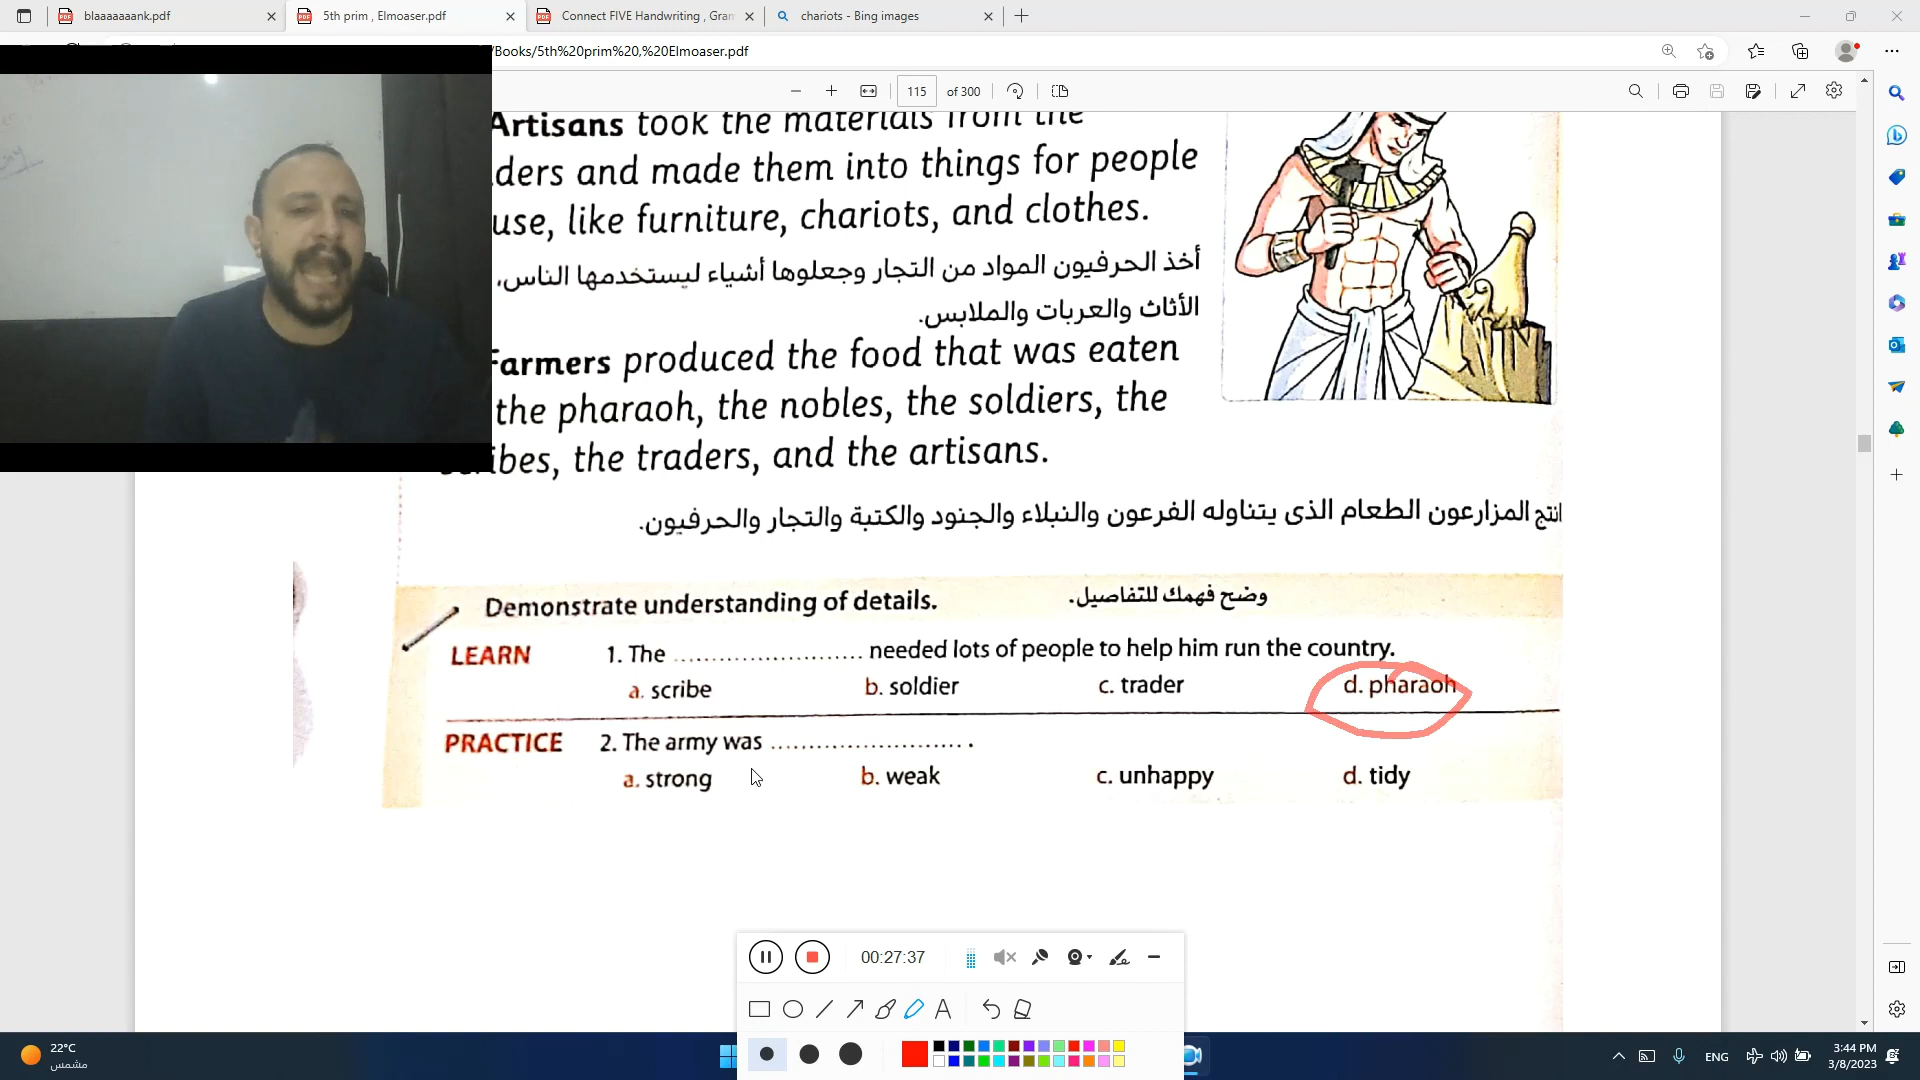 blaaaaaank.pdf
5th prim , Elmoaser.pdf
Connect FIVE Handwriting , Gram
chariots - Bing images
/Books/5th%20prim%20,%20Elmoaser.pdf
115 of 300
Artisans took the materials from the
ders and made them into things for people
use, like furniture, chariots, and clothes.
أخذ الحرفيون المواد من التجار وجعلوها أشياء ليستخدمها الناس،
الأثاث والعربات والملابس.
Farmers produced the food that was eaten
the pharaoh, the nobles, the soldiers, the
scribes, the traders, and the artisans.
انتج المزارعون الطعام الذى يتناوله الفرعون والنبلاء والجنود والكتبة والتجار والحرفيون.
Demonstrate understanding of details. وضح فهمك للتفاصيل.
LEARN 1. The ........................ needed lots of people to help him run the country.
a. scribe b. soldier c. trader d. pharaoh
PRACTICE 2. The army was ........................ .
a. strong b. weak c. unhappy d. tidy
00:27:37
A
22°C
مشمس
ENG
3:44 PM
3/8/2023